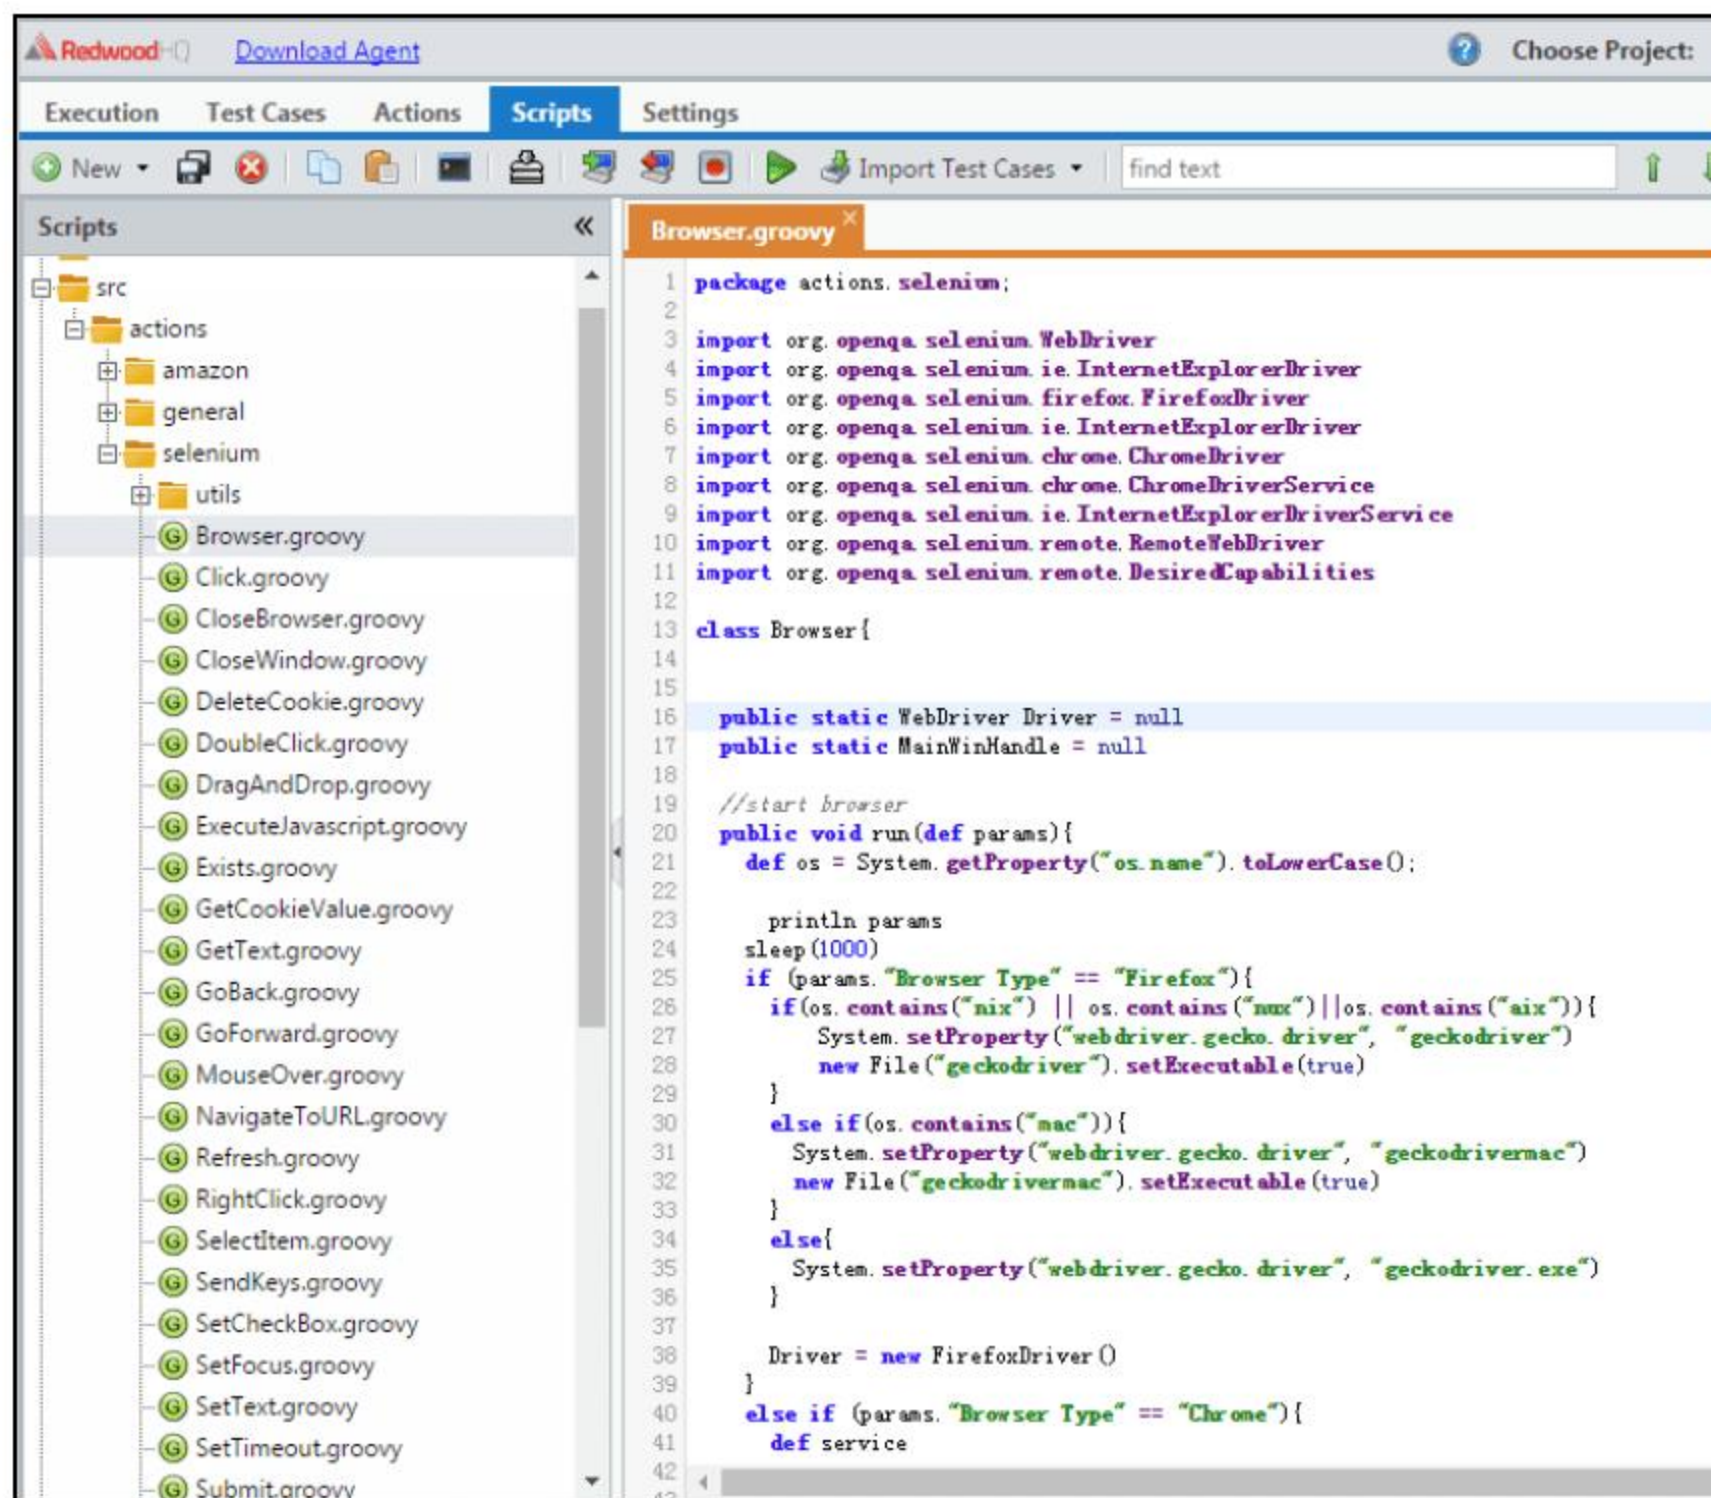 RedwoodHQ Download Agent Choose Project:
Execution Test Cases Actions Scripts Settings
New Import Test Cases find text
Scripts
src
actions
amazon
general
selenium
utils
Browser.groovy
Click.groovy
CloseBrowser.groovy
CloseWindow.groovy
DeleteCookie.groovy
DoubleClick.groovy
DragAndDrop.groovy
ExecuteJavascript.groovy
Exists.groovy
GetCookieValue.groovy
GetText.groovy
GoBack.groovy
GoForward.groovy
MouseOver.groovy
NavigateToURL.groovy
Refresh.groovy
RightClick.groovy
SelectItem.groovy
SendKeys.groovy
SetCheckBox.groovy
SetFocus.groovy
SetText.groovy
SetTimeout.groovy
Submit.groovy
Browser.groovy
1 package actions.selenium;
2
3 import org.openqa.selenium.WebDriver
4 import org.openqa.selenium.ie.InternetExplorerDriver
5 import org.openqa.selenium.firefox.FirefoxDriver
6 import org.openqa.selenium.ie.InternetExplorerDriver
7 import org.openqa.selenium.chrome.ChromeDriver
8 import org.openqa.selenium.chrome.ChromeDriverService
9 import org.openqa.selenium.ie.InternetExplorerDriverService
10 import org.openqa.selenium.remote.RemoteWebDriver
11 import org.openqa.selenium.remote.DesiredCapabilities
12
13 class Browser{
14
15
16 public static WebDriver Driver = null
17 public static MainWinHandle = null
18
19 //start browser
20 public void run(def params){
21 def os = System.getProperty("os.name").toLowerCase();
22
23 println params
24 sleep(1000)
25 if (params."Browser Type" == "Firefox"){
26 if(os.contains("nix") || os.contains("nux")||os.contains("aix")){
27 System.setProperty("webdriver.gecko.driver", "geckodriver")
28 new File("geckodriver").setExecutable(true)
29 }
30 else if(os.contains("mac")){
31 System.setProperty("webdriver.gecko.driver", "geckodrivermac")
32 new File("geckodrivermac").setExecutable(true)
33 }
34 else{
35 System.setProperty("webdriver.gecko.driver", "geckodriver.exe")
36 }
37
38 Driver = new FirefoxDriver()
39 }
40 else if (params."Browser Type" == "Chrome"){
41 def service
42